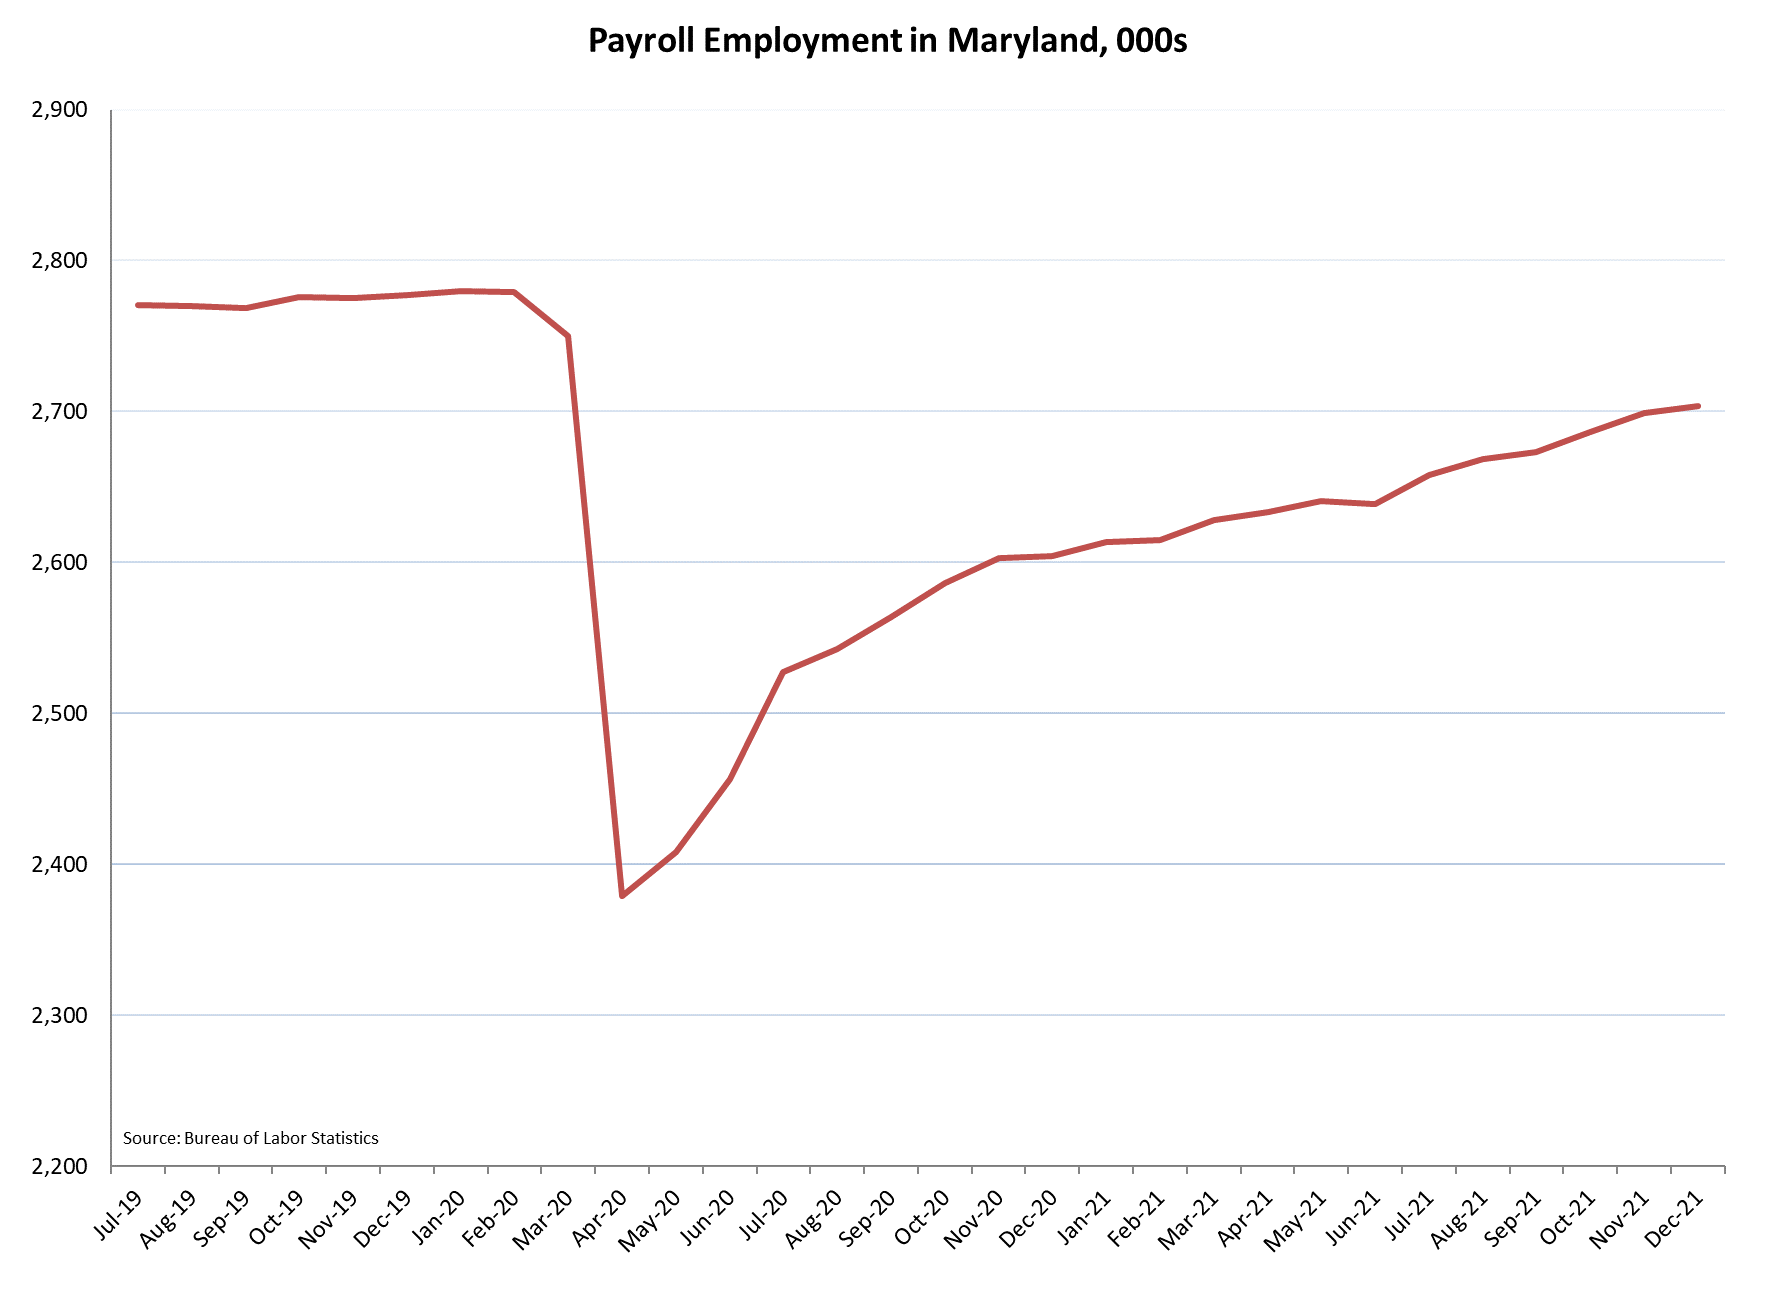 Payroll Employment in Maryland, 000s
2,900
2,800
2,700
2,600
2,500
2,400
2,300
2,200
Source: Bureau of Labor Statistics
Jul-19
Aug-19
Sep-19
Oct-19
Nov-19
Dec-19
Jan-20
Feb-20
Mar-20
Apr-20
May-20
Jun-20
Jul-20
Aug-20
Sep-20
Oct-20
Nov-20
Dec-20
Jan-21
Feb-21
Mar-21
Apr-21
May-21
Jun-21
Jul-21
Aug-21
Sep-21
Oct-21
Nov-21
Dec-21